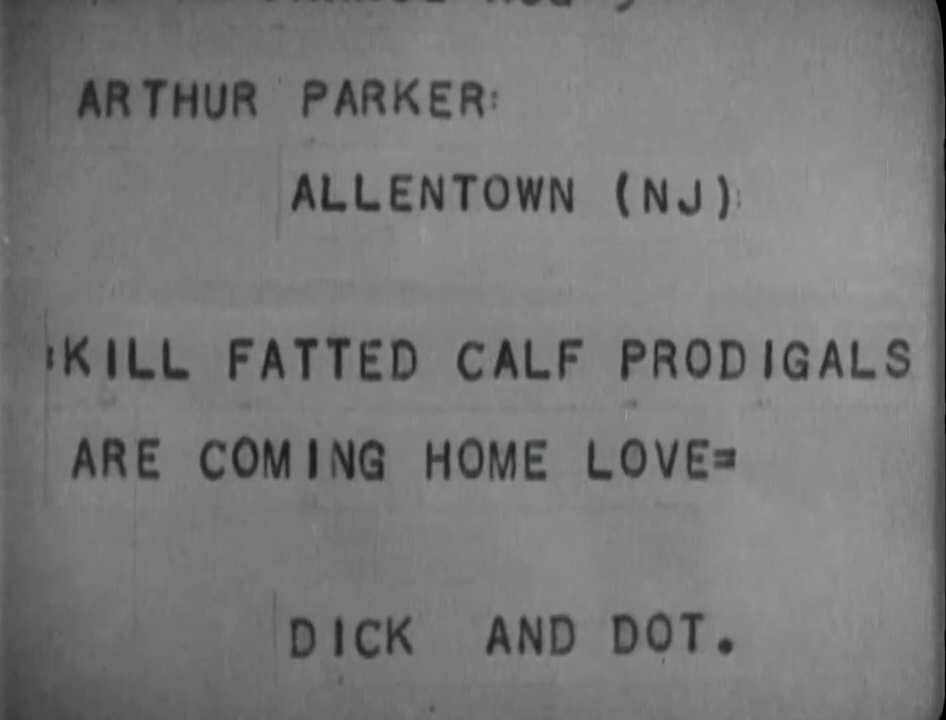 ARTHUR PARKER:
ALLENTOWN (NJ):
:KILL FATTED CALF PRODIGALS
ARE COMING HOME LOVE=
DICK AND DOT.